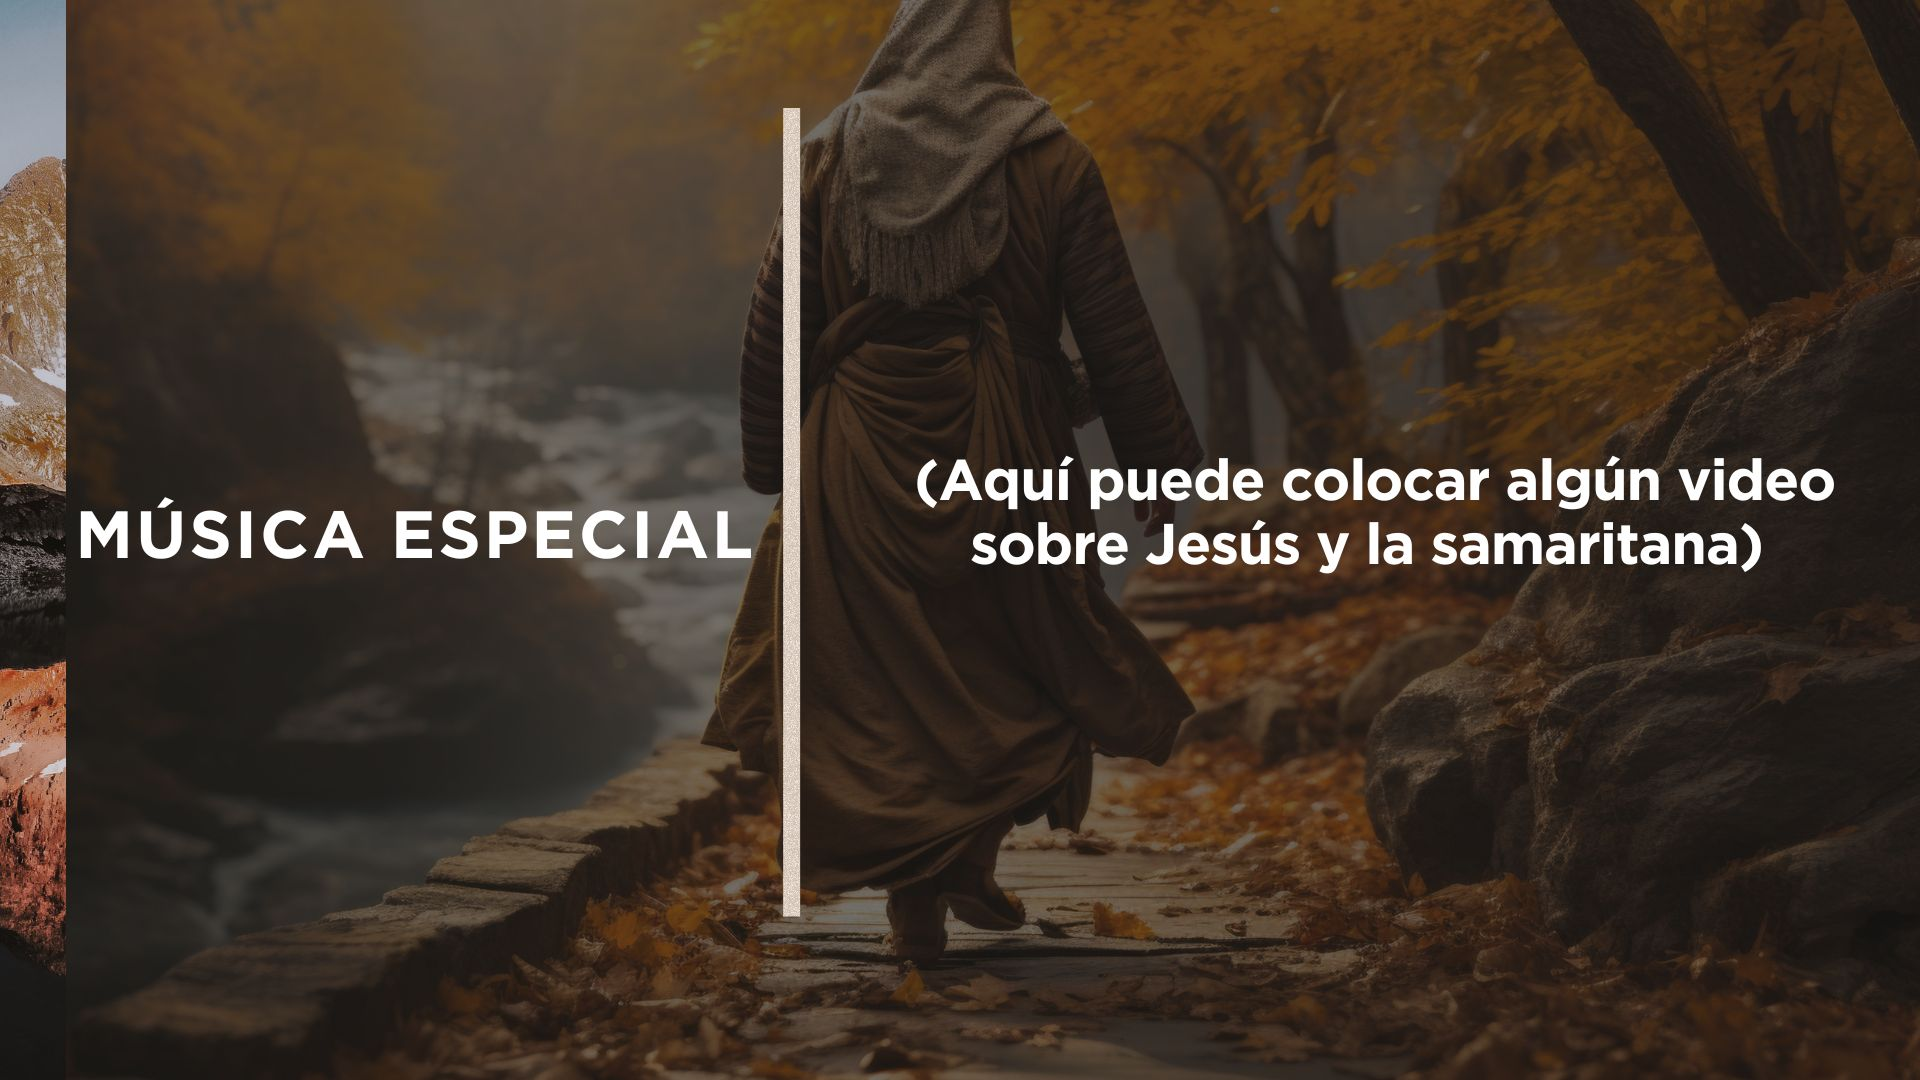 MÚSICA ESPECIAL
(Aquí puede colocar algún video
sobre Jesús y la samaritana)